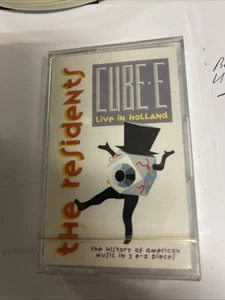 the residents
CUBE-E
Live in HOLLAND
the history of american
music in 3 e-z pieces